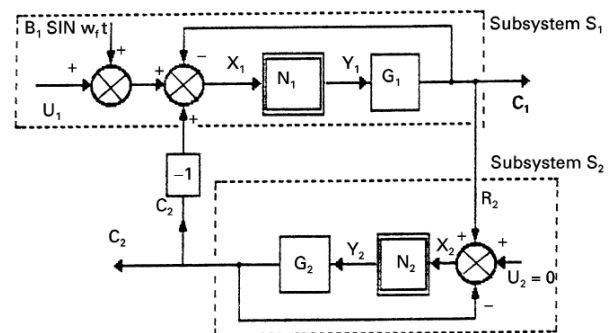 B₁ SIN w_f t
Subsystem S₁
+
+
+
−
X₁
N₁
Y₁
G₁
U₁
C₁
+
−1
Subsystem S₂
R₂
C₂
C₂
G₂
Y₂
N₂
X₂
+
+
U₂ = 0
−